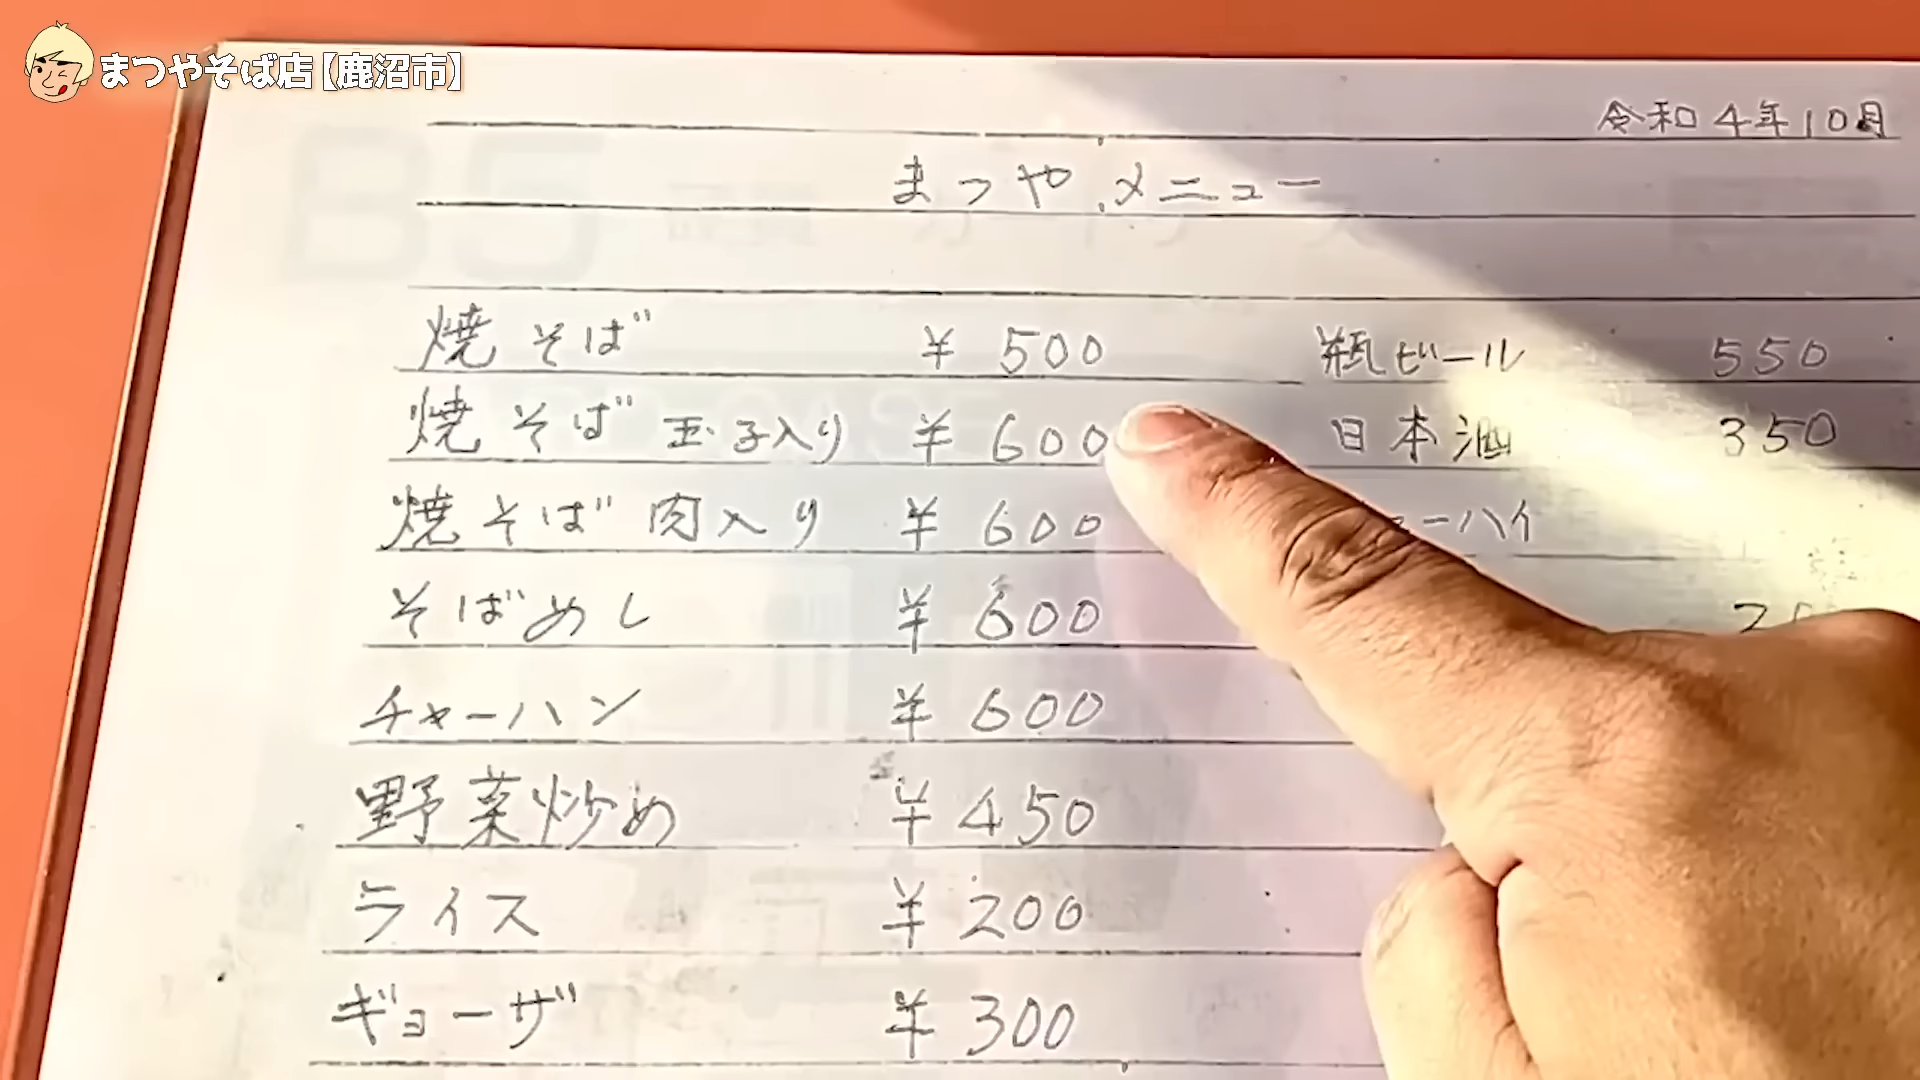 まつやそば店【鹿沼市】
令和4年10月
まつや メニュー
焼そば ¥500
焼そば 玉子入り ¥600
焼そば 肉入り ¥600
そばめし ¥600
チャーハン ¥600
野菜炒め ¥450
ライス ¥200
ギョーザ ¥300
瓶ビール 550
日本酒 350
ーハイ